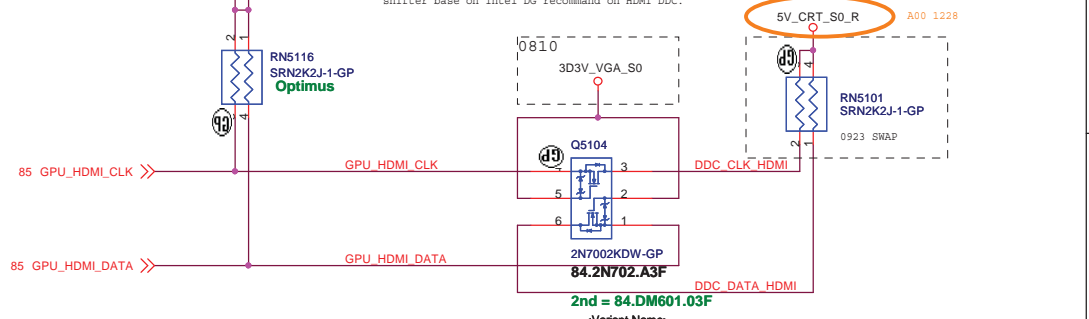 shifter base on Intel DG recommand on HDMI DDC.
5V_CRT_S0_R
A00 1228
0810
3D3V_VGA_S0
2 1
RN5116
SRN2K2J-1-GP
Optimus
4
GP
GP
4
RN5101
SRN2K2J-1-GP
0923 SWAP
2 1
Q5104
GP
85 GPU_HDMI_CLK
GPU_HDMI_CLK
3
DDC_CLK_HDMI
5
2
6
1
85 GPU_HDMI_DATA
GPU_HDMI_DATA
2N7002KDW-GP
84.2N702.A3F
DDC_DATA_HDMI
2nd = 84.DM601.03F